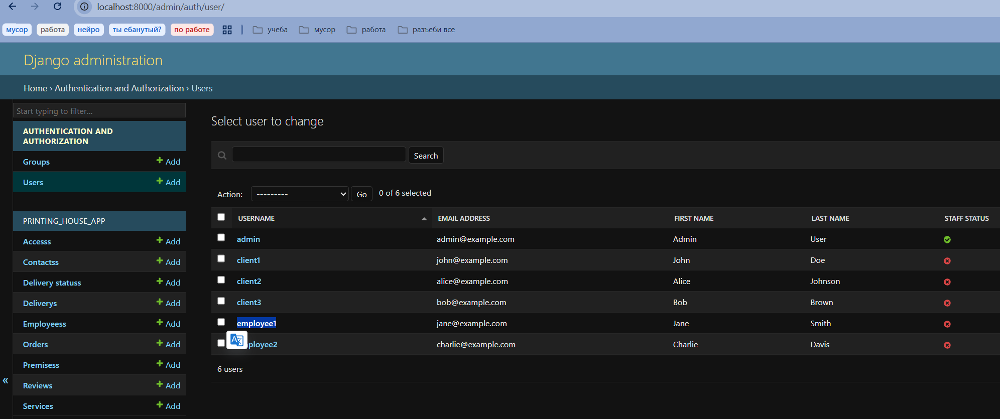 localhost:8000/admin/auth/user/
мусор работа нейро ты ебанутый? по работе учеба мусор работа разъеби все
Django administration
Home › Authentication and Authorization › Users
Start typing to filter...
AUTHENTICATION AND
AUTHORIZATION
Groups Add
Users Add
PRINTING_HOUSE_APP
Accesss Add
Contactss Add
Delivery statuss Add
Deliverys Add
Employeess Add
Orders Add
Premisess Add
Reviews Add
Services Add
«
Select user to change
Search
Action: --------- Go 0 of 6 selected
USERNAME EMAIL ADDRESS FIRST NAME LAST NAME STAFF STATUS
admin admin@example.com Admin User
client1 john@example.com John Doe
client2 alice@example.com Alice Johnson
client3 bob@example.com Bob Brown
employee1 jane@example.com Jane Smith
ployee2 charlie@example.com Charlie Davis
6 users